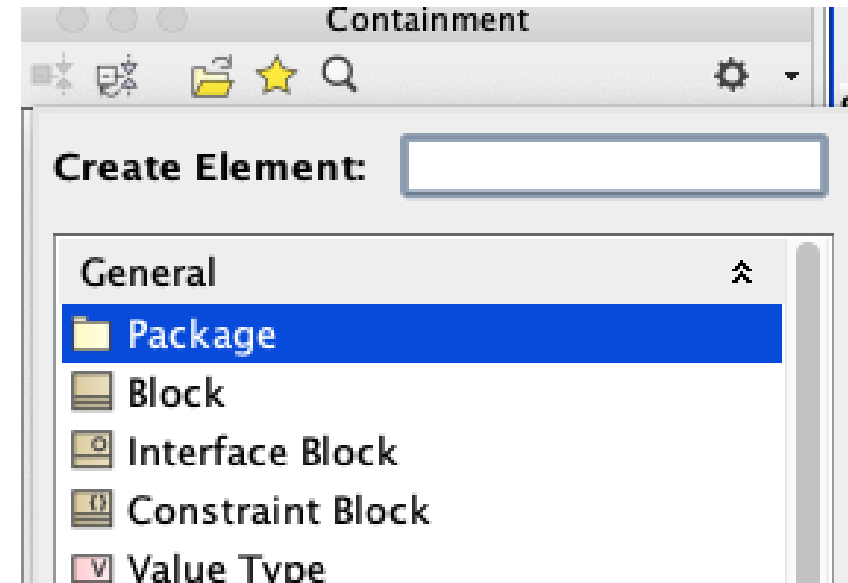 Containment
Create Element:
General
Package
Block
Interface Block
Constraint Block
Value Type